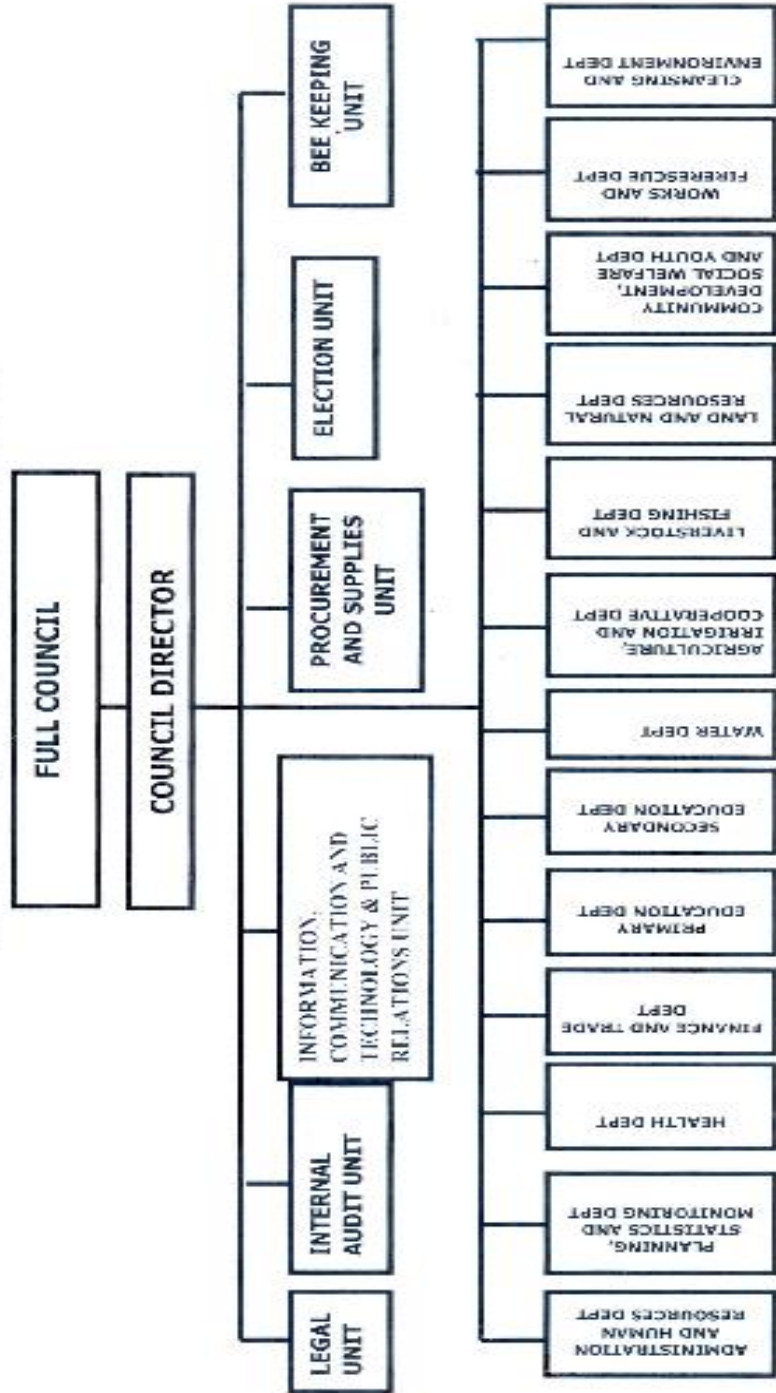 FULL COUNCIL
COUNCIL DIRECTOR
LEGAL
UNIT
INTERNAL
AUDIT UNIT
INFORMATION,
COMMUNICATION AND
TECHNOLOGY & PUBLIC
RELATIONS UNIT
PROCUREMENT
AND SUPPLIES
UNIT
ELECTION UNIT
BEE KEEPING
UNIT
ADMINISTRATION
AND HUMAN
RESOURCES DEPT
PLANNING,
STATISTICS AND
MONITORING DEPT
HEALTH DEPT
FINANCE AND TRADE
DEPT
PRIMARY
EDUCATION DEPT
SECONDARY
EDUCATION DEPT
WATER DEPT
AGRICULTURE,
IRRIGATION AND
COOPERATIVE DEPT
LIVERSTOCK AND
FISHING DEPT
LAND AND NATURAL
RESOURCES DEPT
COMMUNITY
DEVELOPMENT,
SOCIAL WELFARE
AND YOUTH DEPT
WORKS AND
FIRERESCUE DEPT
CLEANSING AND
ENVIRONMENT DEPT